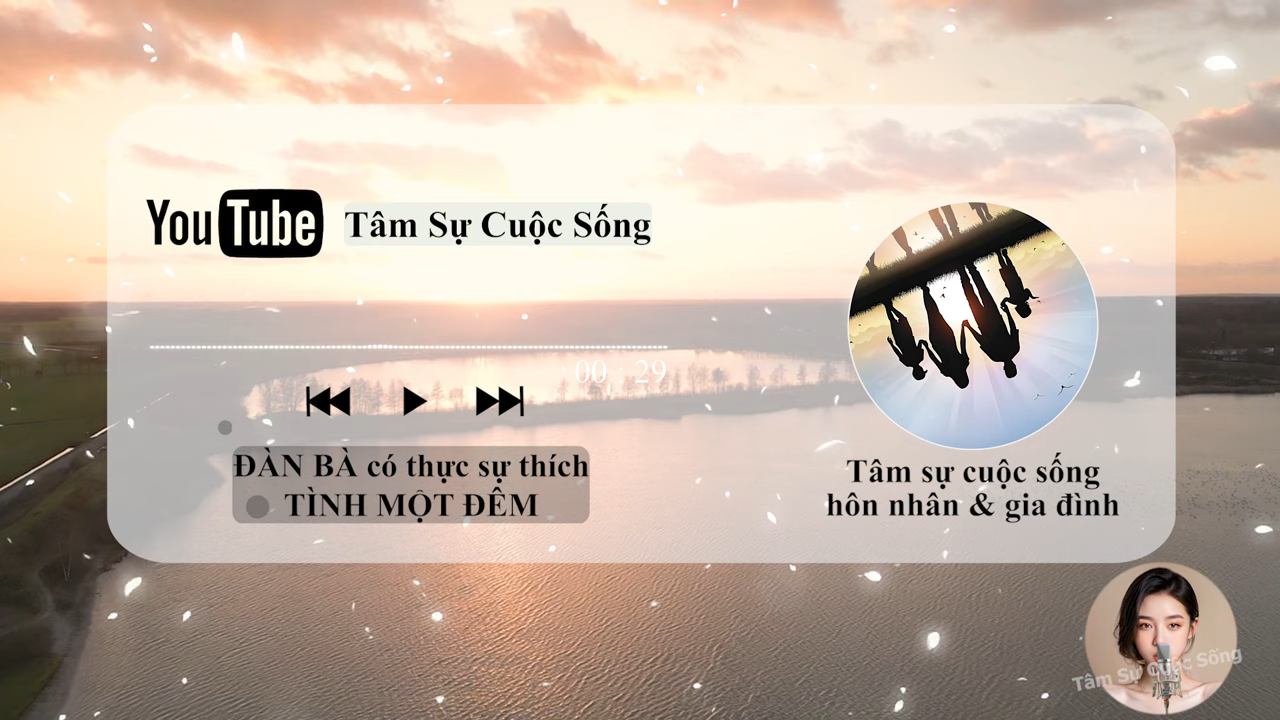 YouTube Tâm Sự Cuộc Sống
00 : 29
ĐÀN BÀ có thực sự thích
TÌNH MỘT ĐÊM
Tâm sự cuộc sống
hôn nhân & gia đình
Tâm Sự Cuộc Sống